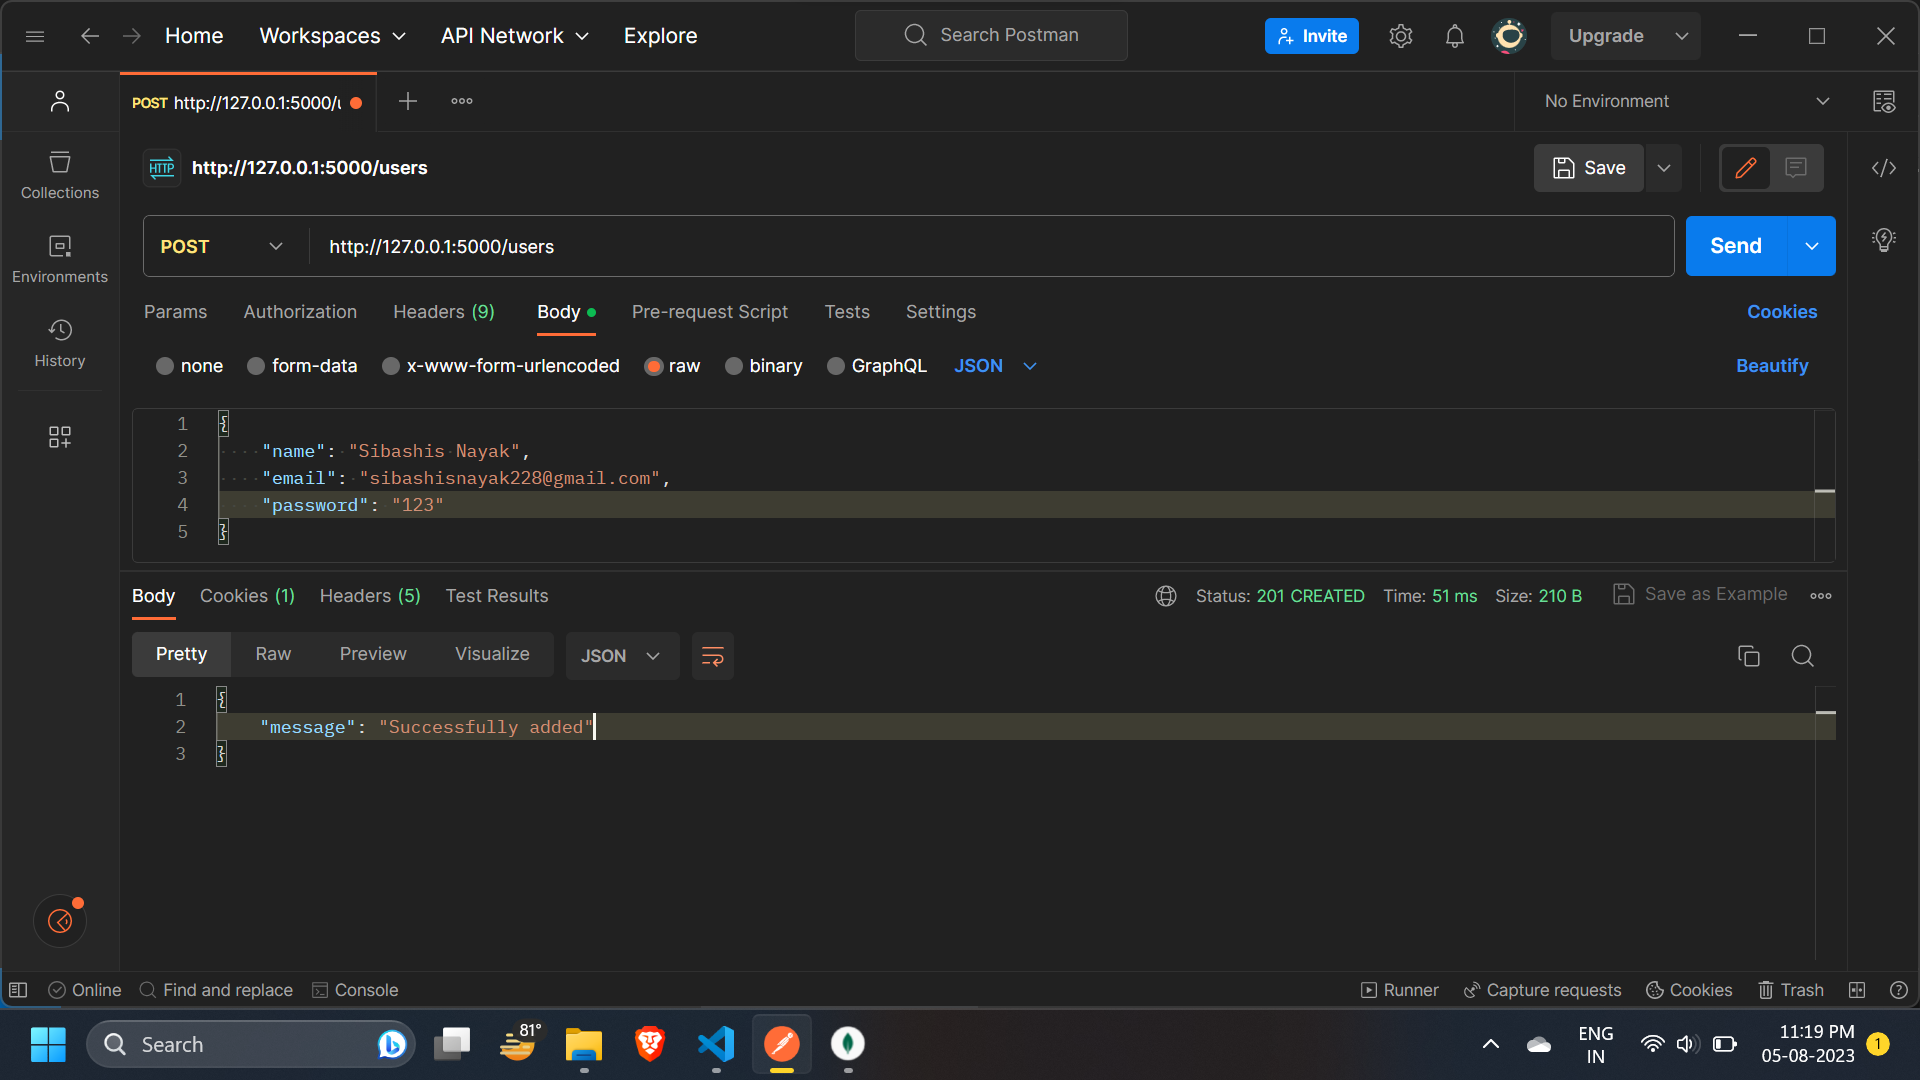 Home Workspaces API Network Explore Search Postman Invite Upgrade
POST http://127.0.0.1:5000/u No Environment
HTTP http://127.0.0.1:5000/users Save
Collections
POST http://127.0.0.1:5000/users Send
Environments
Params Authorization Headers (9) Body Pre-request Script Tests Settings Cookies
History
none form-data x-www-form-urlencoded raw binary GraphQL JSON Beautify
1 {
2 "name": "Sibashis Nayak",
3 "email": "sibashisnayak228@gmail.com",
4 "password": "123"
5 }
Body Cookies (1) Headers (5) Test Results Status: 201 CREATED Time: 51 ms Size: 210 B Save as Example
Pretty Raw Preview Visualize JSON
1 {
2 "message": "Successfully added"
3 }
Online Find and replace Console Runner Capture requests Cookies Trash
Search 81° ENG 11:19 PM 1
IN 05-08-2023